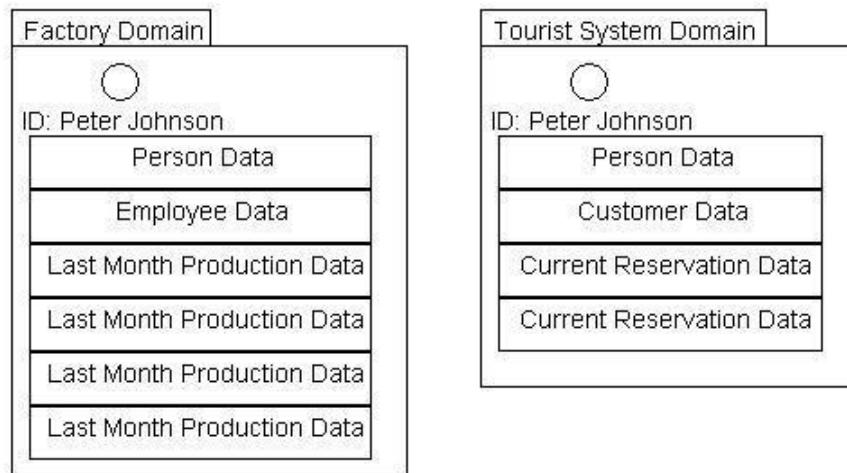 Factory Domain
ID: Peter Johnson
Person Data
Employee Data
Last Month Production Data
Last Month Production Data
Last Month Production Data
Last Month Production Data
Tourist System Domain
ID: Peter Johnson
Person Data
Customer Data
Current Reservation Data
Current Reservation Data